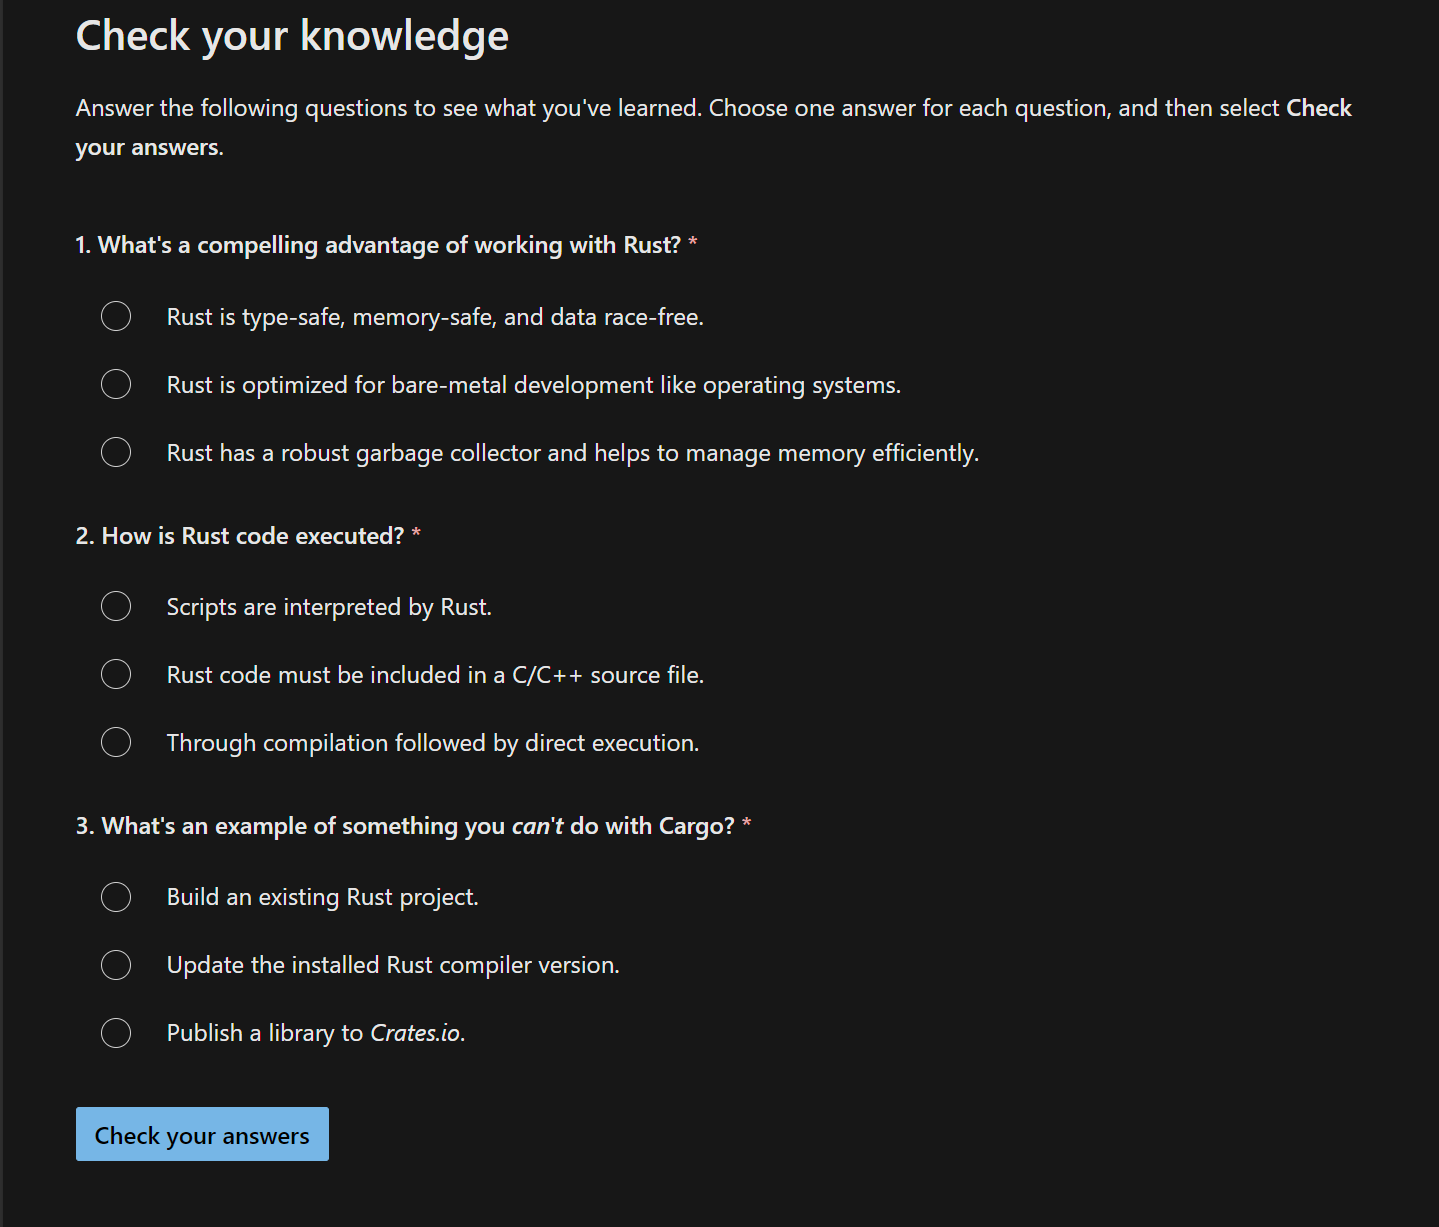 Check your knowledge
Answer the following questions to see what you've learned. Choose one answer for each question, and then select Check
your answers.
1. What's a compelling advantage of working with Rust? *
Rust is type-safe, memory-safe, and data race-free.
Rust is optimized for bare-metal development like operating systems.
Rust has a robust garbage collector and helps to manage memory efficiently.
2. How is Rust code executed? *
Scripts are interpreted by Rust.
Rust code must be included in a C/C++ source file.
Through compilation followed by direct execution.
3. What's an example of something you can't do with Cargo? *
Build an existing Rust project.
Update the installed Rust compiler version.
Publish a library to Crates.io.
Check your answers